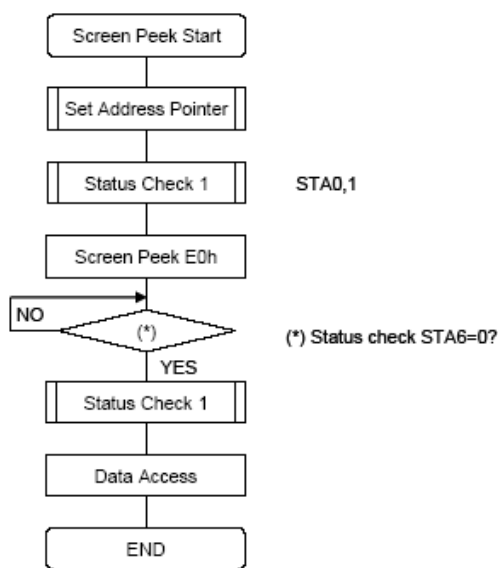 Screen Peek Start
Set Address Pointer
Status Check 1
STA0,1
Screen Peek E0h
NO
(*)
(*) Status check STA6=0?
YES
Status Check 1
Data Access
END